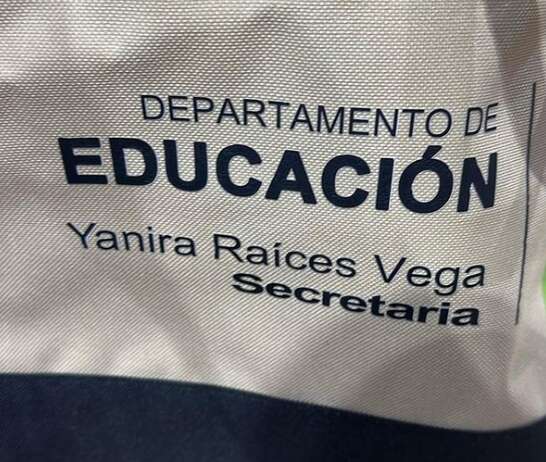 DEPARTAMENTO DE
EDUCACIÓN
Yanira Raíces Vega
Secretaria